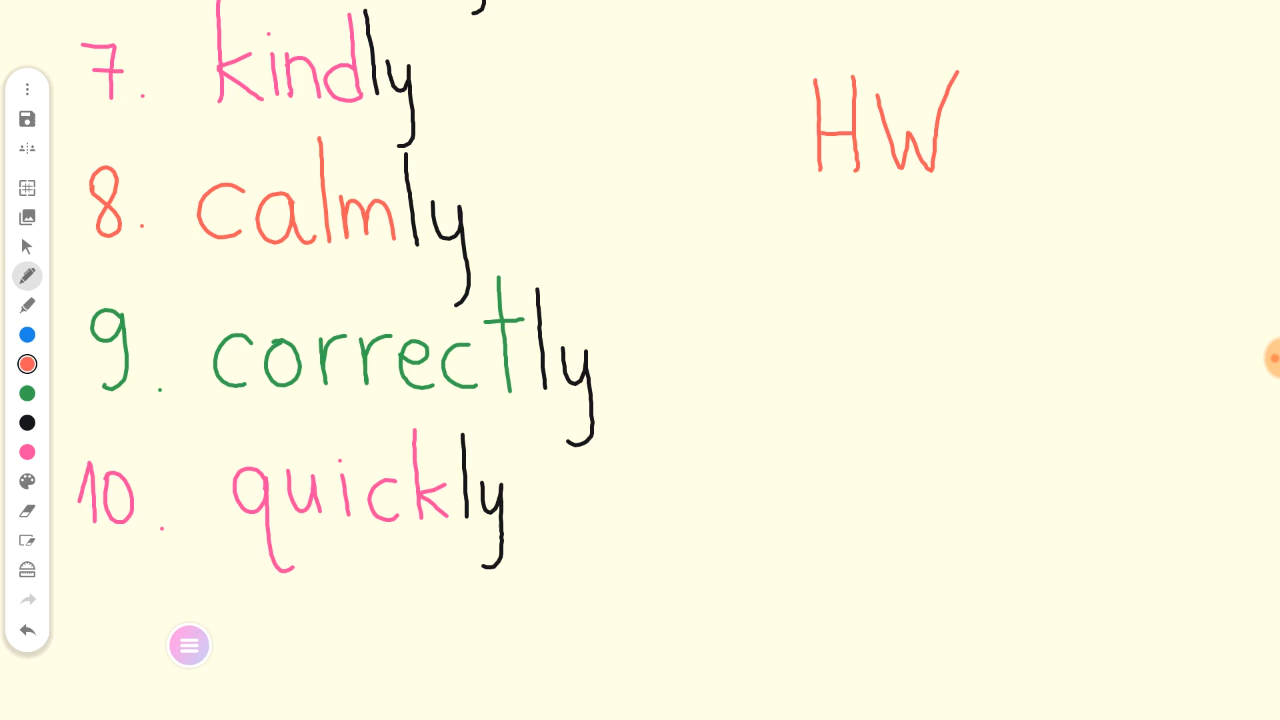 7. kindly
HW
8. calmly
9. correctly
10. quickly